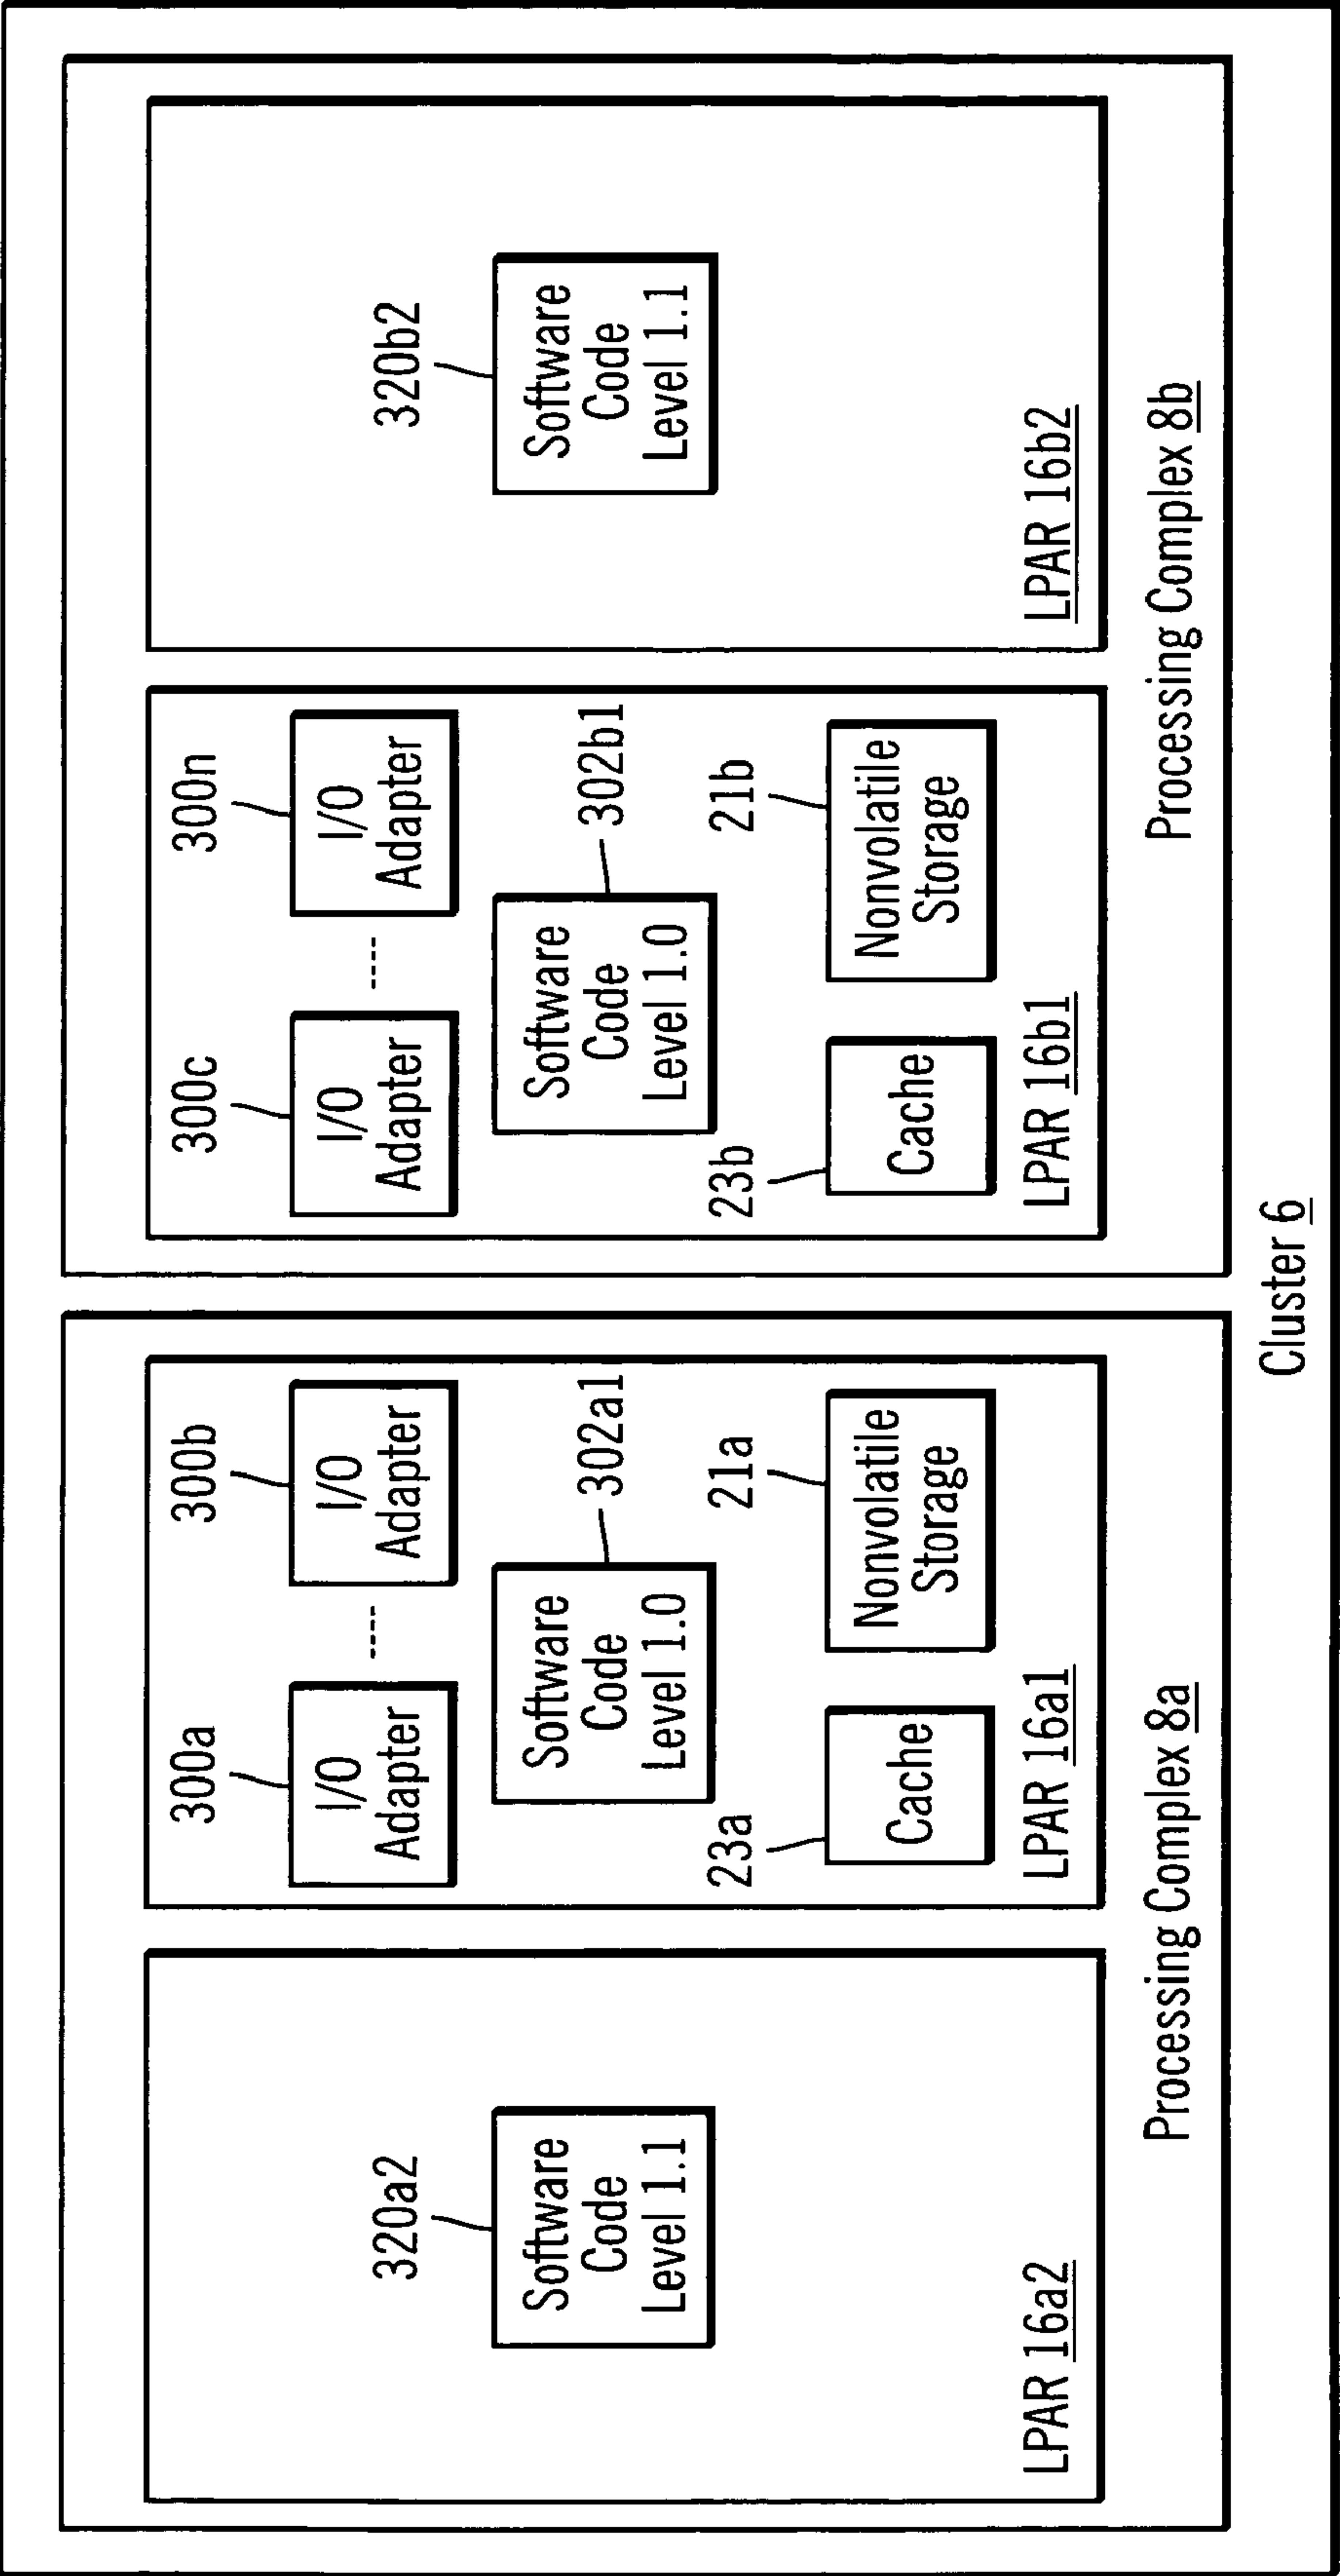 320a2
Software
Code
Level 1.1
LPAR 16a2
300a
I/O
Adapter
300b
I/O
Adapter
Software
Code
Level 1.0
302a1
23a
Cache
21a
Nonvolatile
Storage
LPAR 16a1
Processing Complex 8a
300c
I/O
Adapter
300n
I/O
Adapter
Software
Code
Level 1.0
302b1
23b
Cache
21b
Nonvolatile
Storage
LPAR 16b1
320b2
Software
Code
Level 1.1
LPAR 16b2
Processing Complex 8b
Cluster 6